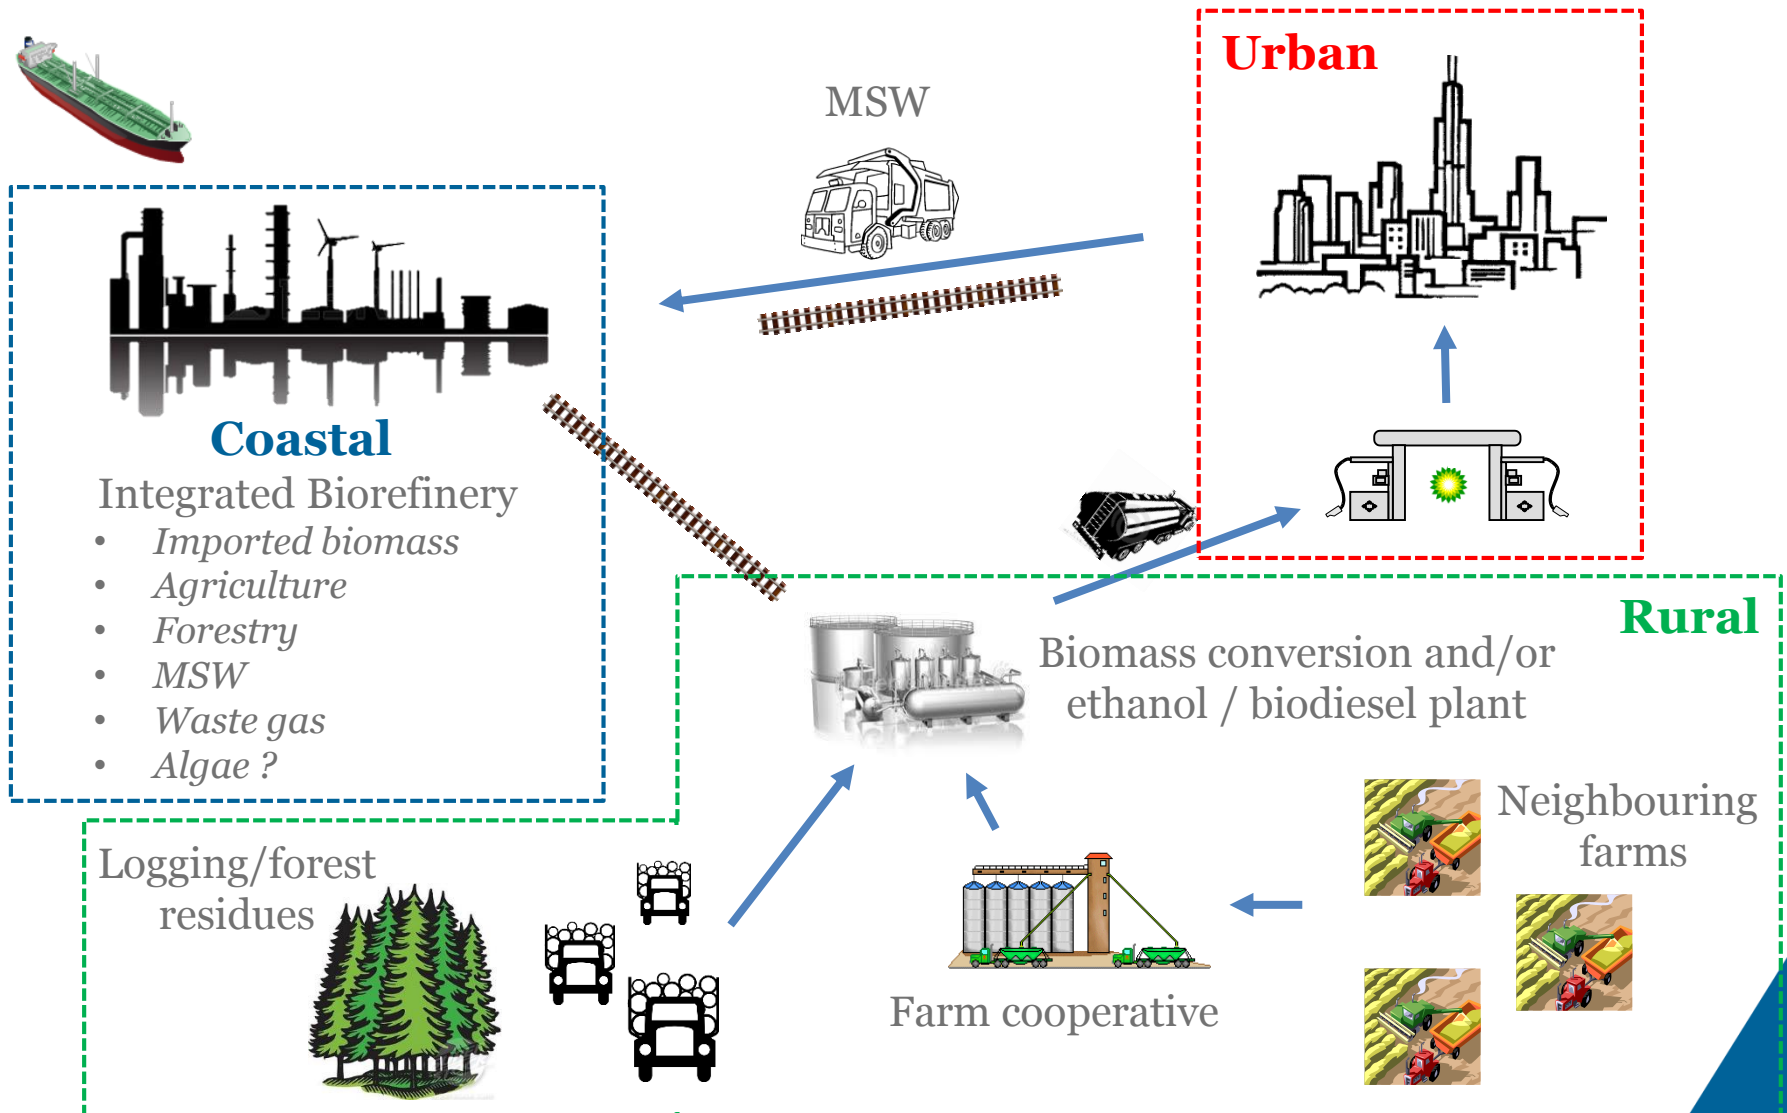 Urban
MSW
Coastal
Integrated Biorefinery
• Imported biomass
• Agriculture
• Forestry
• MSW
• Waste gas
• Algae ?
Rural
Biomass conversion and/or
ethanol / biodiesel plant
Neighbouring
farms
Logging/forest
residues
Farm cooperative